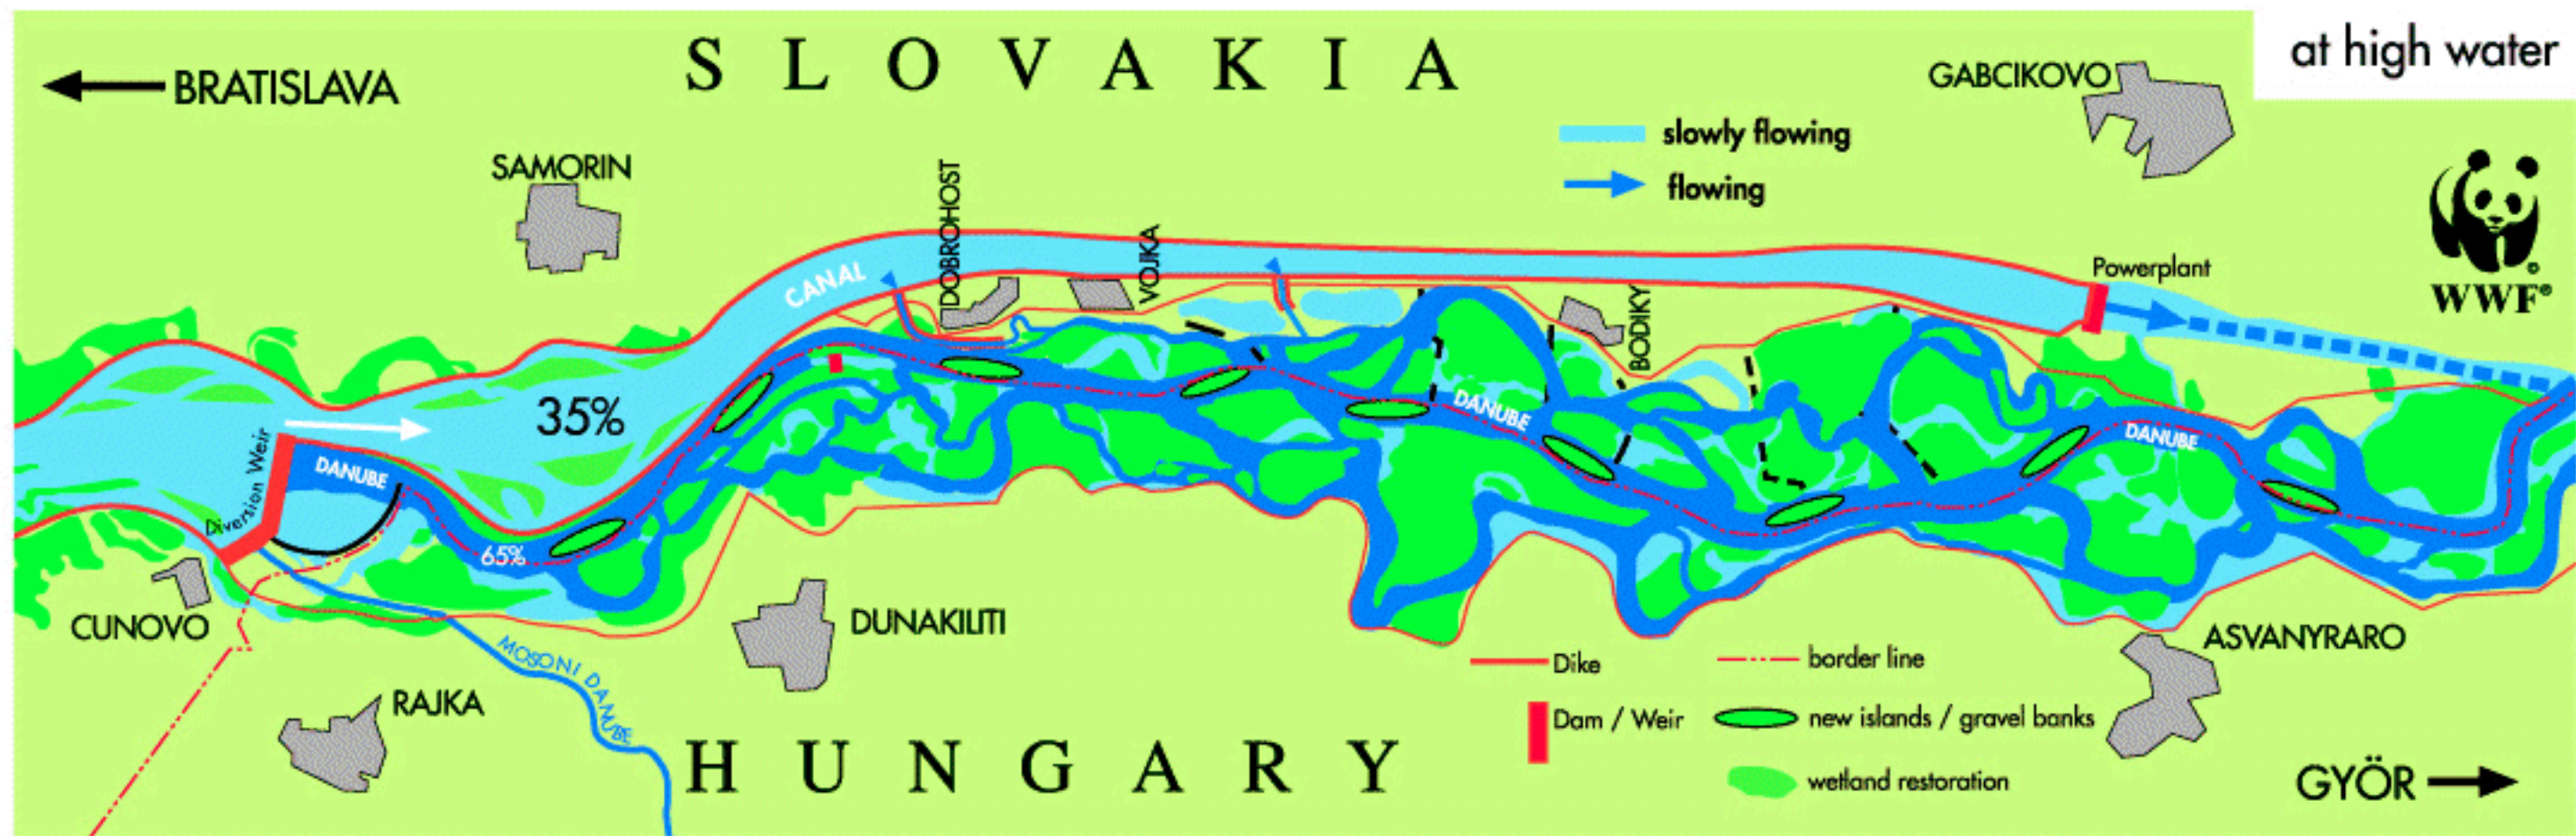 SLOVAKIA
at high water
BRATISLAVA
GABCIKOVO
slowly flowing
flowing
SAMORIN
DOBROHOST
VOJKA
CANAL
Powerplant
WWF®
BODIKY
35%
DANUBE
DANUBE
DANUBE
Diversion Weir
65%
CUNOVO
DUNAKILITI
RAJKA
MOSONI DANUBE
ASVANYRARO
Dike
border line
Dam / Weir
new islands / gravel banks
wetland restoration
HUNGARY
GYÖR